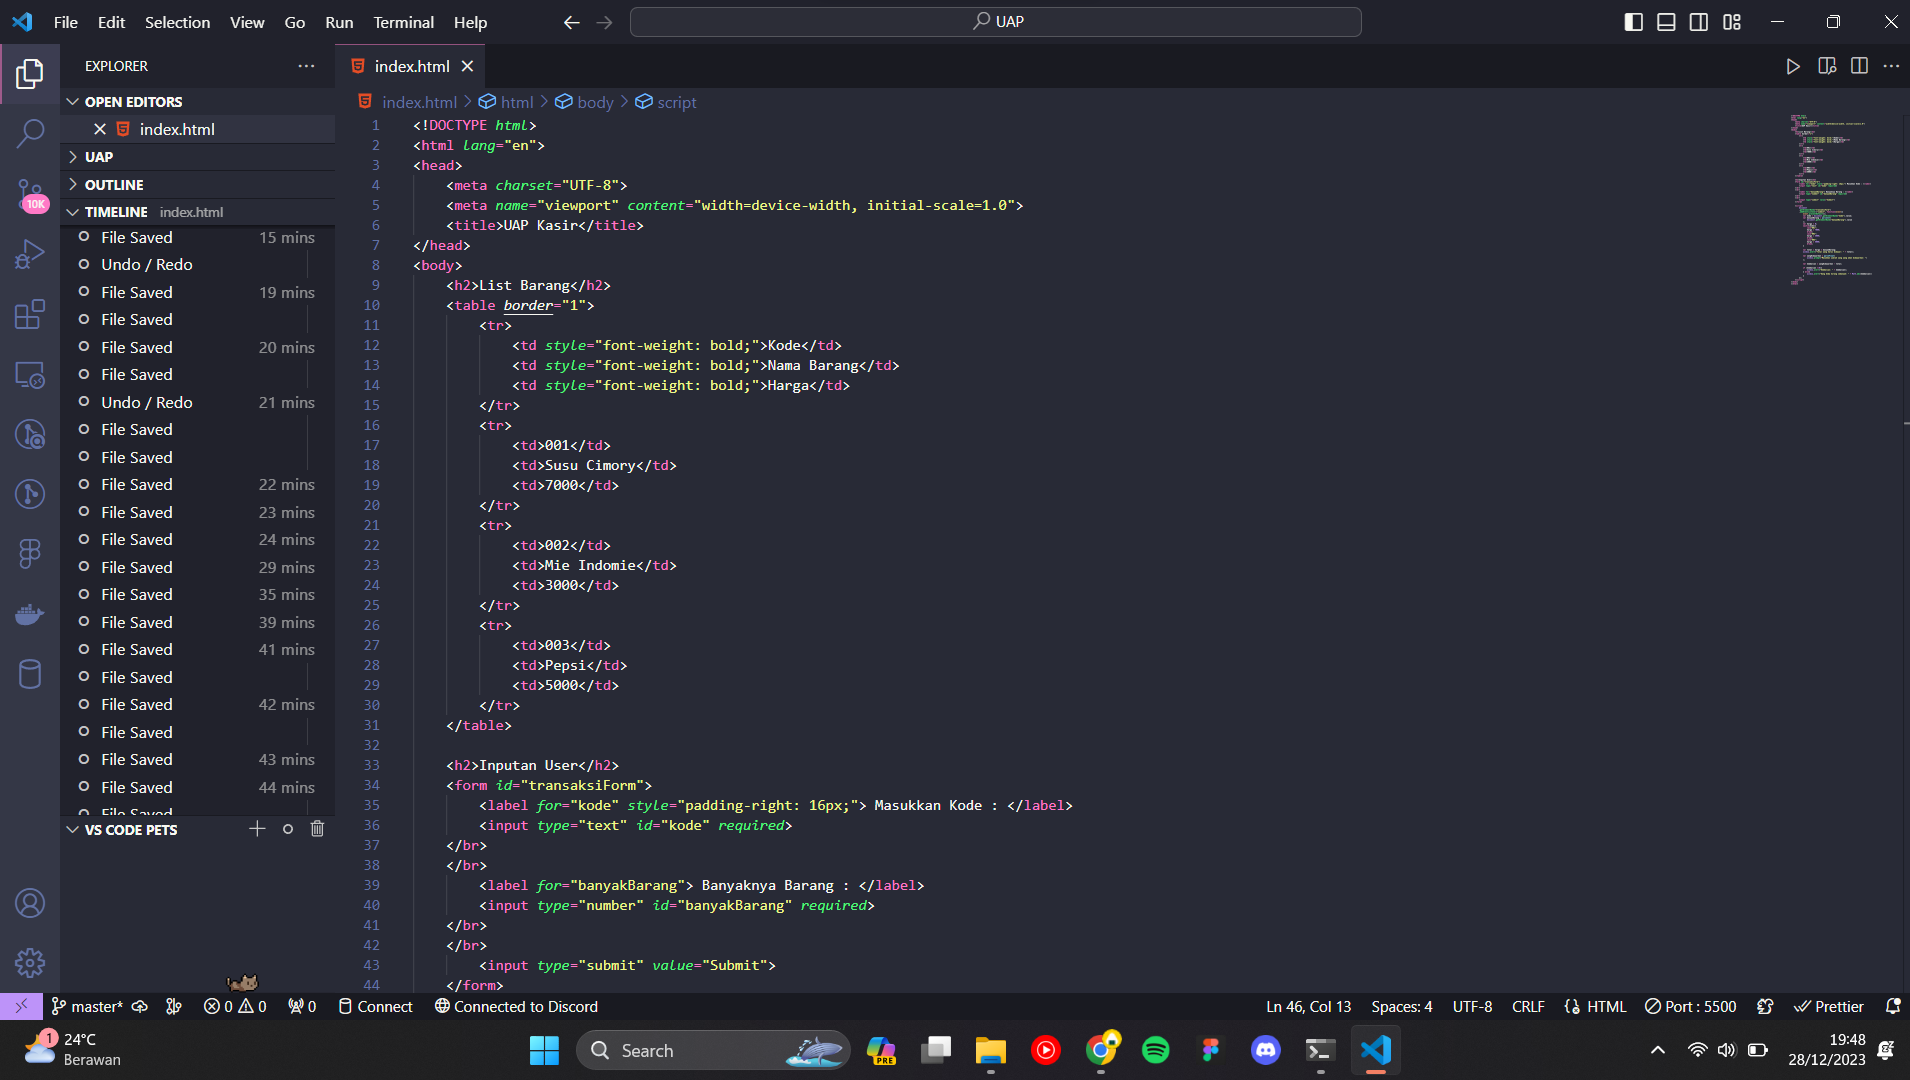 File Edit Selection View Go Run Terminal Help
UAP
EXPLORER
OPEN EDITORS
index.html
UAP
OUTLINE
TIMELINE index.html
File Saved 15 mins
Undo / Redo
File Saved 19 mins
File Saved
File Saved 20 mins
File Saved
Undo / Redo 21 mins
File Saved
File Saved
File Saved 22 mins
File Saved 23 mins
File Saved 24 mins
File Saved 29 mins
File Saved 35 mins
File Saved 39 mins
File Saved 41 mins
File Saved
File Saved 42 mins
File Saved
File Saved 43 mins
File Saved 44 mins
File Saved
VS CODE PETS
10K
index.html
index.html > html > body > script
1 <!DOCTYPE html>
2 <html lang="en">
3 <head>
4 <meta charset="UTF-8">
5 <meta name="viewport" content="width=device-width, initial-scale=1.0">
6 <title>UAP Kasir</title>
7 </head>
8 <body>
9 <h2>List Barang</h2>
10 <table border="1">
11 <tr>
12 <td style="font-weight: bold;">Kode</td>
13 <td style="font-weight: bold;">Nama Barang</td>
14 <td style="font-weight: bold;">Harga</td>
15 </tr>
16 <tr>
17 <td>001</td>
18 <td>Susu Cimory</td>
19 <td>7000</td>
20 </tr>
21 <tr>
22 <td>002</td>
23 <td>Mie Indomie</td>
24 <td>3000</td>
25 </tr>
26 <tr>
27 <td>003</td>
28 <td>Pepsi</td>
29 <td>5000</td>
30 </tr>
31 </table>
32
33 <h2>Inputan User</h2>
34 <form id="transaksiForm">
35 <label for="kode" style="padding-right: 16px;"> Masukkan Kode : </label>
36 <input type="text" id="kode" required>
37 </br>
38 </br>
39 <label for="banyakBarang"> Banyaknya Barang : </label>
40 <input type="number" id="banyakBarang" required>
41 </br>
42 </br>
43 <input type="submit" value="Submit">
44 </form>
master* 0 0 0 Connect Connected to Discord Ln 46, Col 13 Spaces: 4 UTF-8 CRLF HTML Port : 5500 Prettier
1
24°C
Berawan
Search
PRE
19:48
28/12/2023